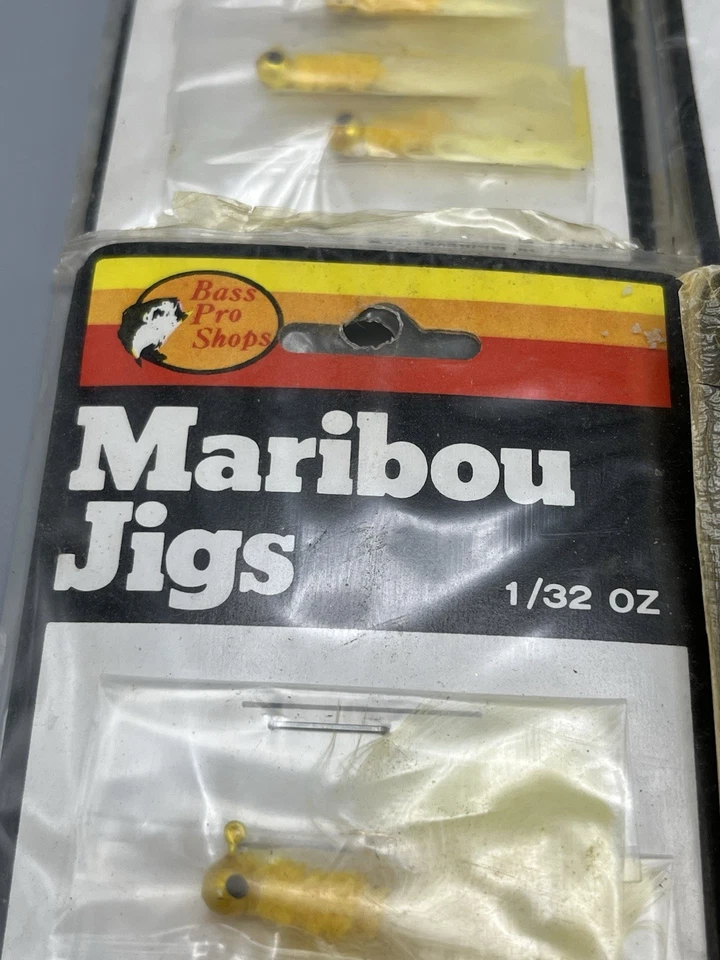 Bass
Pro
Shops
Maribou
Jigs
1/32 OZ